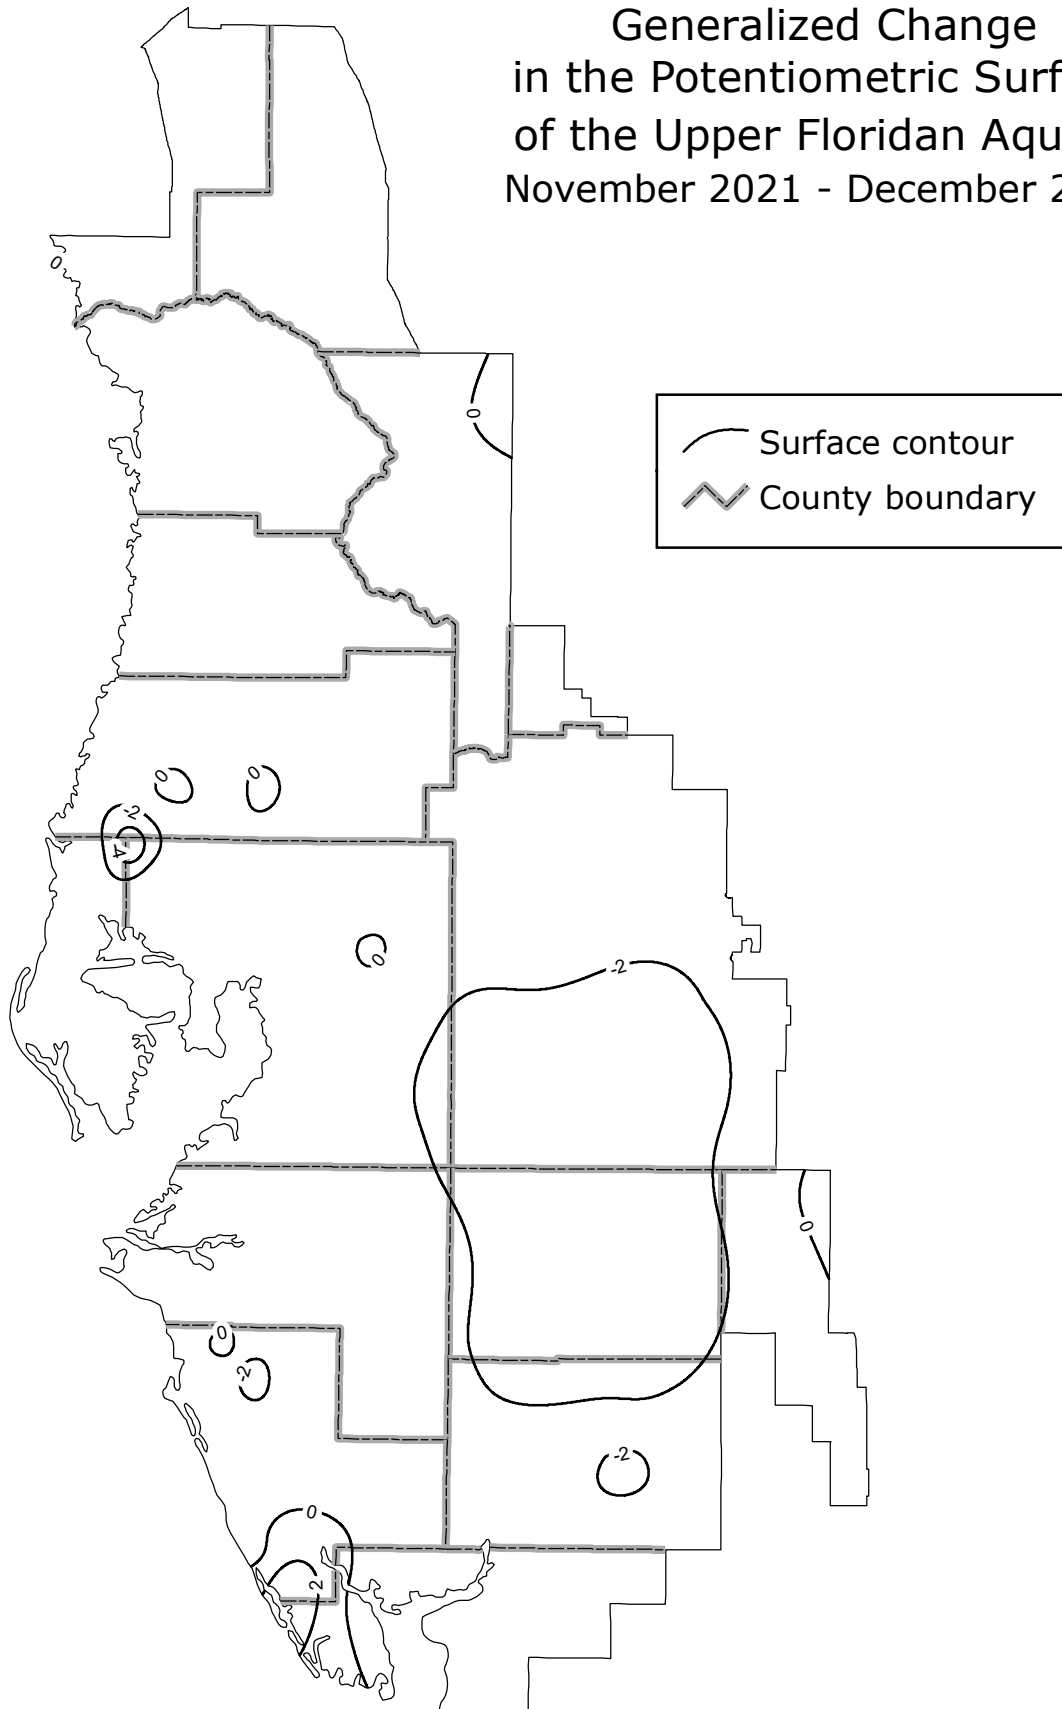 Generalized Change
in the Potentiometric Surf
of the Upper Floridan Aqu
November 2021 - December 2
0
0
Surface contour
County boundary
0
0
-2
-4
0
-2
0
0
-2
-2
0
2